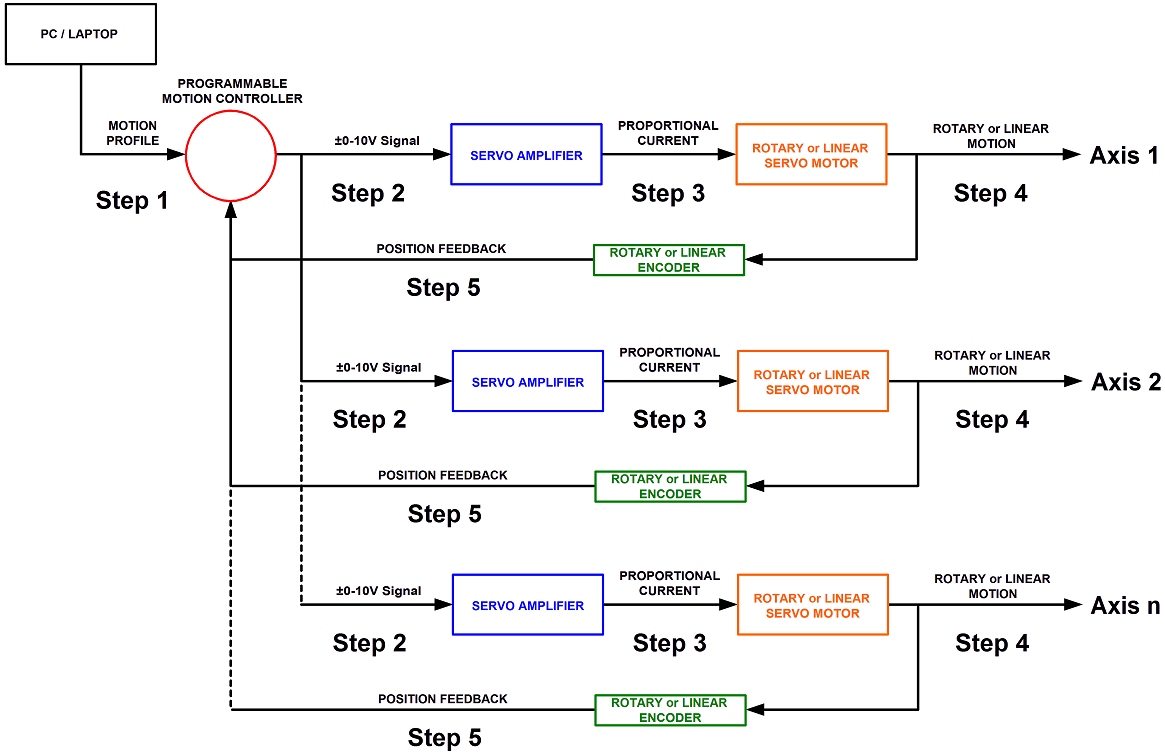 PC / LAPTOP
PROGRAMMABLE
MOTION CONTROLLER
MOTION
PROFILE
Step 1
±0-10V Signal
Step 2
SERVO AMPLIFIER
PROPORTIONAL
CURRENT
Step 3
ROTARY or LINEAR
SERVO MOTOR
ROTARY or LINEAR
MOTION
Step 4
Axis 1
POSITION FEEDBACK
Step 5
ROTARY or LINEAR
ENCODER
±0-10V Signal
Step 2
SERVO AMPLIFIER
PROPORTIONAL
CURRENT
Step 3
ROTARY or LINEAR
SERVO MOTOR
ROTARY or LINEAR
MOTION
Step 4
Axis 2
POSITION FEEDBACK
Step 5
ROTARY or LINEAR
ENCODER
±0-10V Signal
Step 2
SERVO AMPLIFIER
PROPORTIONAL
CURRENT
Step 3
ROTARY or LINEAR
SERVO MOTOR
ROTARY or LINEAR
MOTION
Step 4
Axis n
POSITION FEEDBACK
Step 5
ROTARY or LINEAR
ENCODER